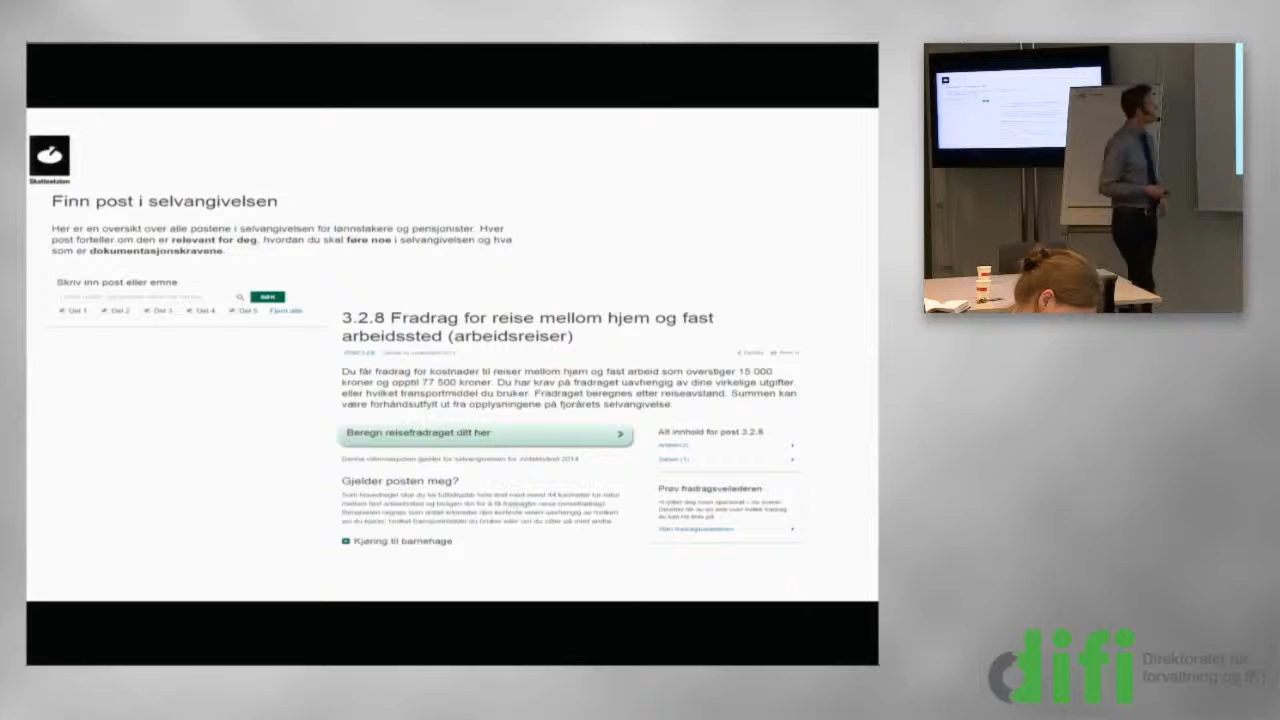 Skatteetaten
Finn post i selvangivelsen
Her er en oversikt over alle postene i selvangivelsen for lønnstakere og pensjonister. Hver
post forteller om den er relevant for deg, hvordan du skal føre noe i selvangivelsen og hva
som er dokumentasjonskravene.
Skriv inn post eller emne
SØK
Del 1 Del 2 Del 3 Del 4 Del 5 Fjern alle
3.2.8 Fradrag for reise mellom hjem og fast
arbeidssted (arbeidsreiser)
Du får fradrag for kostnader til reiser mellom hjem og fast arbeid som overstiger 15 000
kroner og opptil 77 500 kroner. Du har krav på fradraget uavhengig av dine virkelige utgifter,
eller hvilket transportmiddel du bruker. Fradraget beregnes etter reiseavstand. Summen kan
være forhåndsutfylt ut fra opplysningene på fjorårets selvangivelse.
Beregn reisefradraget ditt her
Denne informasjonen gjelder for selvangivelsen for inntektsåret 2014
Gjelder posten meg?
Kjøring til barnehage
Alt innhold for post 3.2.8
Prøv fradragsveilederen
difi
Direktoratet for
forvaltning og IKT